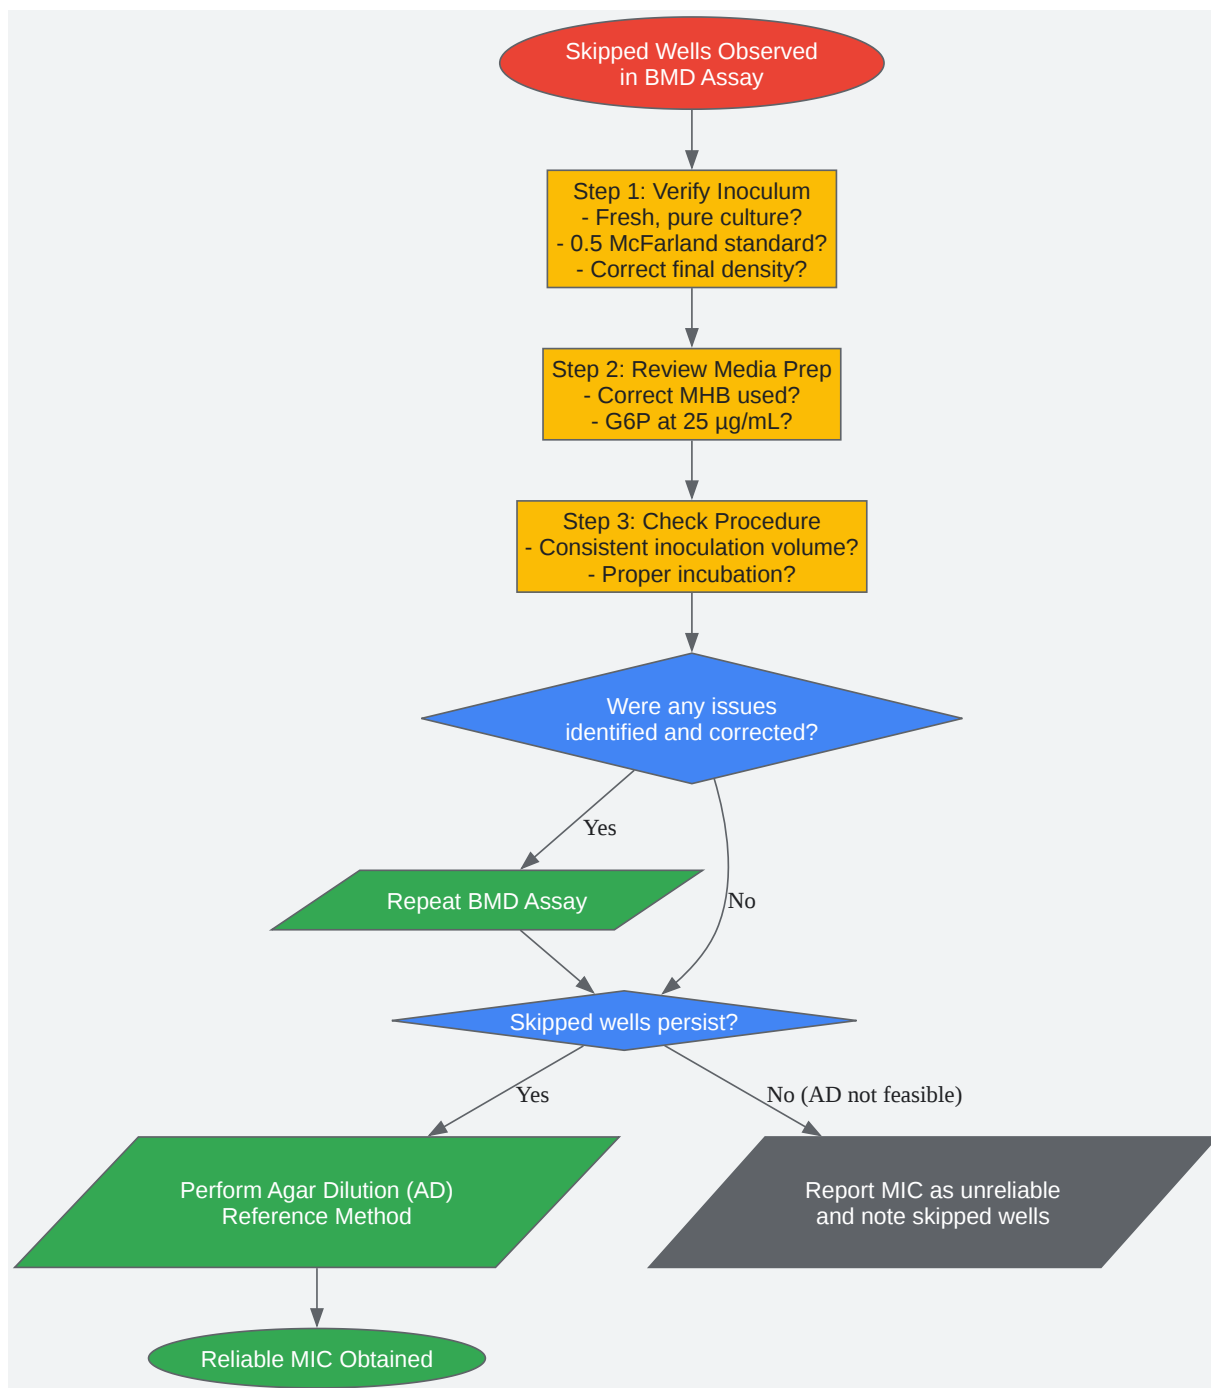 Skipped Wells Observed
in BMD Assay
Step 1: Verify Inoculum
- Fresh, pure culture?
- 0.5 McFarland standard?
- Correct final density?
Step 2: Review Media Prep
- Correct MHB used?
- G6P at 25 µg/mL?
Step 3: Check Procedure
- Consistent inoculation volume?
- Proper incubation?
Were any issues
identified and corrected?
Yes
Repeat BMD Assay
No
Skipped wells persist?
Yes
No (AD not feasible)
Perform Agar Dilution (AD)
Reference Method
Report MIC as unreliable
and note skipped wells
Reliable MIC Obtained